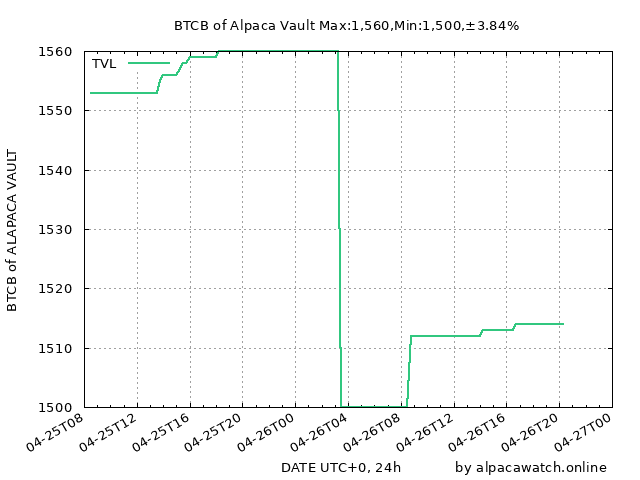 BTCB of Alpaca Vault Max:1,560,Min:1,500,±3.84%
TVL
BTCB of ALAPACA VAULT
1560
1550
1540
1530
1520
1510
1500
04-25T08
04-25T12
04-25T16
04-25T20
04-26T00
04-26T04
04-26T08
04-26T12
04-26T16
04-26T20
04-27T00
DATE UTC+0, 24h
by alpacawatch.online